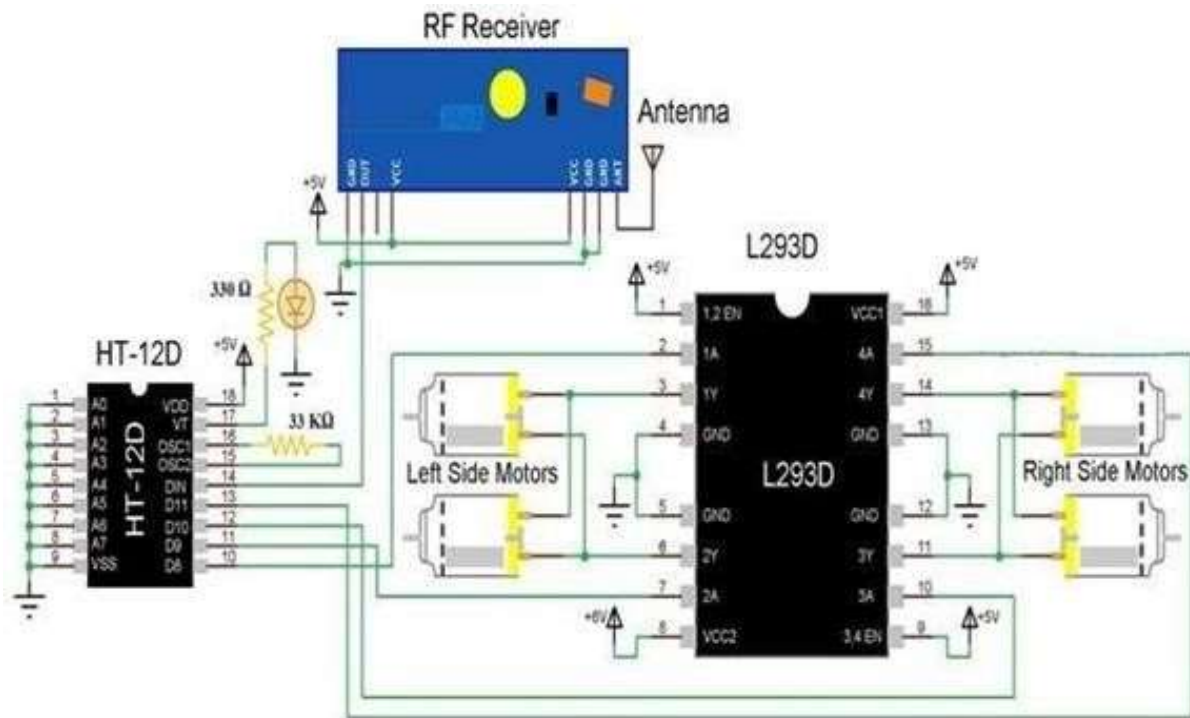 RF Receiver
Antenna
GND OUT VCC VCC GND GND ANT
+5V
L293D
+5V +5V
330 Ω
1 1,2 EN VCC1 16
+5V
HT-12D
2 1A 4A 15
3 1Y 4Y 14
1 A0 VDD 18
2 A1 VT 17
33 KΩ
3 A2 OSC1 16
4 A3 OSC2 15
5 A4 DIN 14
6 A5 D11 13
7 A6 D10 12
8 A7 D9 11
9 VSS D8 10
HT-12D
4 GND GND 13
Left Side Motors
L293D
Right Side Motors
5 GND GND 12
6 2Y 3Y 11
7 2A 3A 10
+6V +5V
8 VCC2 3,4 EN 9